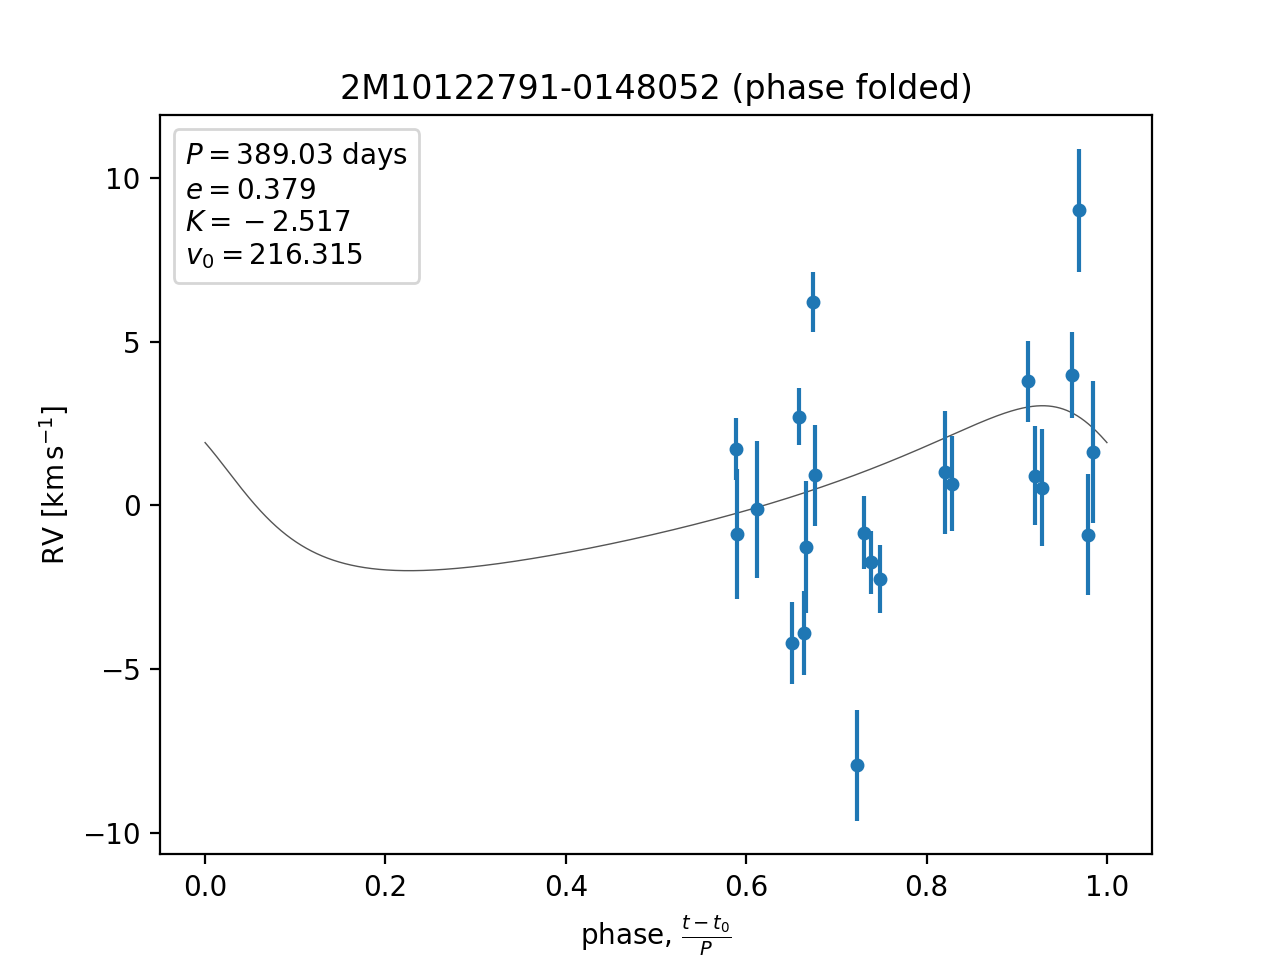 2M10122791-0148052 (phase folded)
P = 389.03 days
e = 0.379
K = −2.517
v₀ = 216.315
10
5
0
−5
−10
RV [km s⁻¹]
0.0 0.2 0.4 0.6 0.8 1.0
phase, (t − t₀)/P